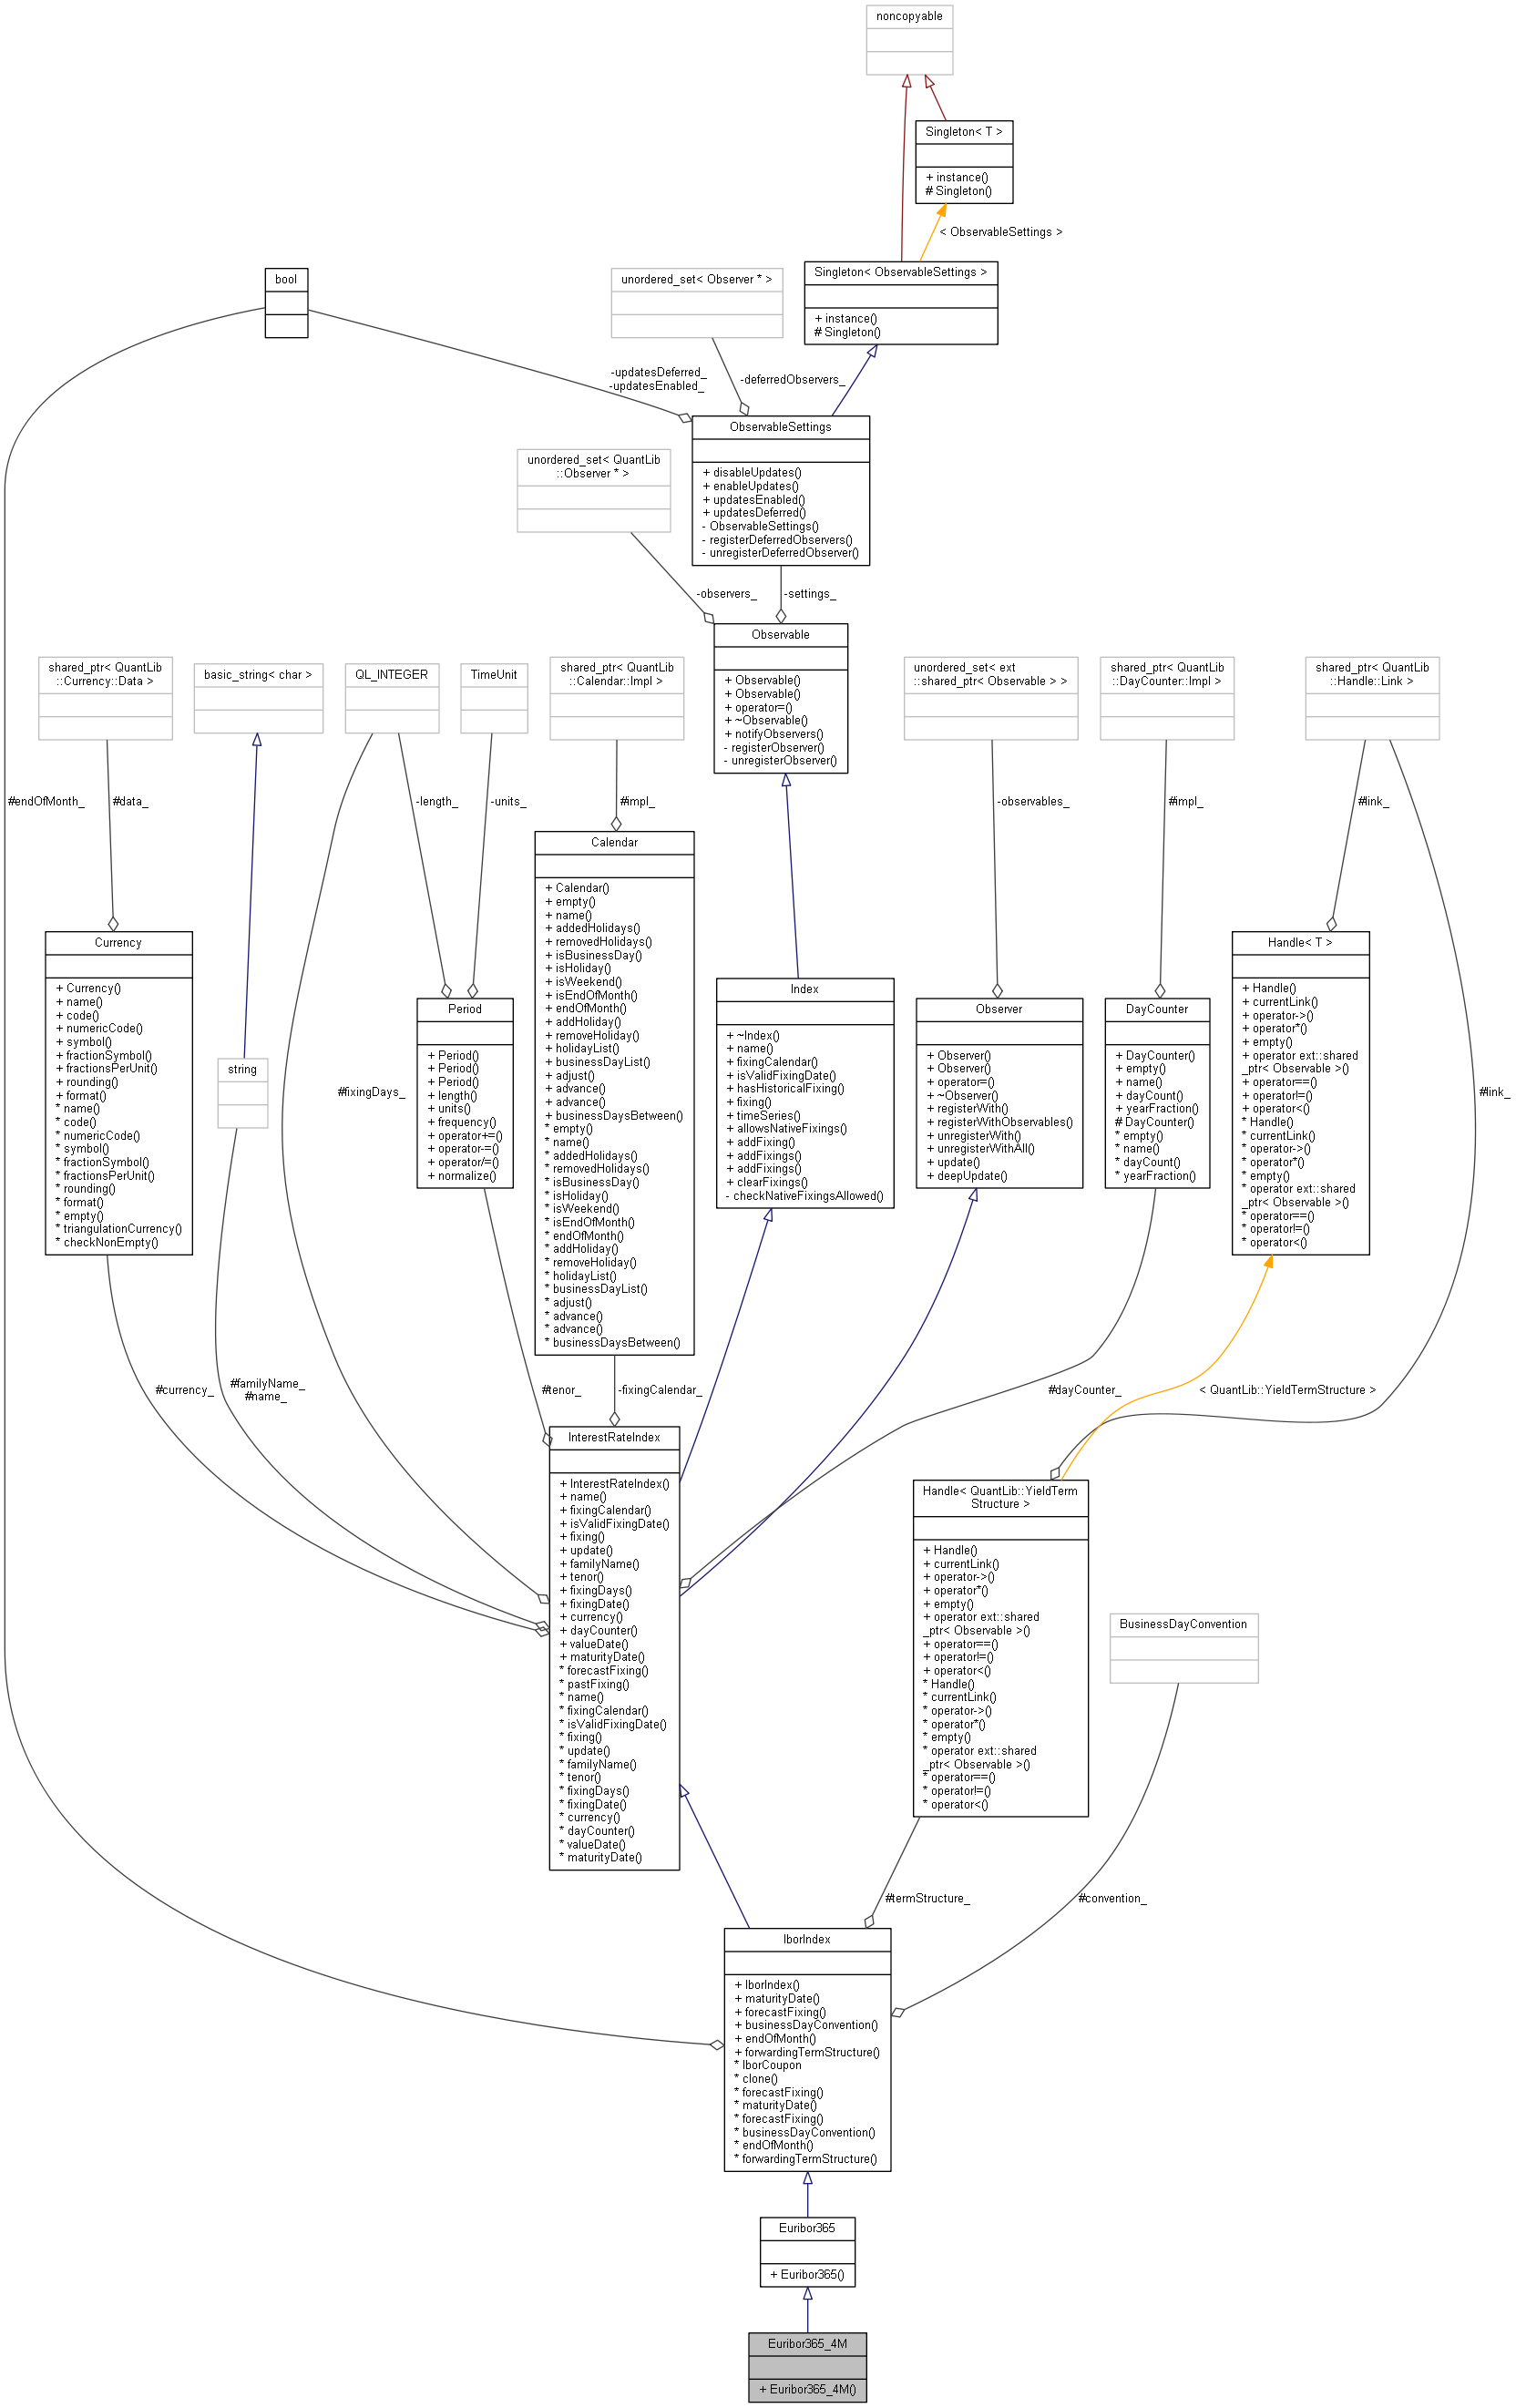 noncopyable
Singleton< T >
+ instance()
# Singleton()
< ObservableSettings >
Singleton< ObservableSettings >
+ instance()
# Singleton()
bool
unordered_set< Observer * >
-updatesDeferred_
-updatesEnabled_
-deferredObservers_
ObservableSettings
+ disableUpdates()
+ enableUpdates()
+ updatesEnabled()
+ updatesDeferred()
- ObservableSettings()
- registerDeferredObservers()
- unregisterDeferredObserver()
unordered_set< QuantLib
::Observer * >
-observers_
-settings_
Observable
+ Observable()
+ Observable()
+ operator=()
+ ~Observable()
+ notifyObservers()
- registerObserver()
- unregisterObserver()
shared_ptr< QuantLib
::Currency::Data >
basic_string< char >
QL_INTEGER
TimeUnit
shared_ptr< QuantLib
::Calendar::Impl >
unordered_set< ext
::shared_ptr< Observable > >
shared_ptr< QuantLib
::DayCounter::Impl >
shared_ptr< QuantLib
::Handle::Link >
#endOfMonth_
#data_
-length_
-units_
#impl_
-observables_
#impl_
#link_
Currency
+ Currency()
+ name()
+ code()
+ numericCode()
+ symbol()
+ fractionSymbol()
+ fractionsPerUnit()
+ rounding()
+ format()
* name()
* code()
* numericCode()
* symbol()
* fractionSymbol()
* fractionsPerUnit()
* rounding()
* format()
* empty()
* triangulationCurrency()
* checkNonEmpty()
string
#fixingDays_
Period
+ Period()
+ Period()
+ Period()
+ length()
+ units()
+ frequency()
+ operator+=()
+ operator-=()
+ operator/=()
+ normalize()
Calendar
+ Calendar()
+ empty()
+ name()
+ addedHolidays()
+ removedHolidays()
+ isBusinessDay()
+ isHoliday()
+ isWeekend()
+ isEndOfMonth()
+ endOfMonth()
+ addHoliday()
+ removeHoliday()
+ holidayList()
+ businessDayList()
+ adjust()
+ advance()
+ advance()
+ businessDaysBetween()
* empty()
* name()
* addedHolidays()
* removedHolidays()
* isBusinessDay()
* isHoliday()
* isWeekend()
* isEndOfMonth()
* endOfMonth()
* addHoliday()
* removeHoliday()
* holidayList()
* businessDayList()
* adjust()
* advance()
* advance()
* businessDaysBetween()
Index
+ ~Index()
+ name()
+ fixingCalendar()
+ isValidFixingDate()
+ hasHistoricalFixing()
+ fixing()
+ timeSeries()
+ allowsNativeFixings()
+ addFixing()
+ addFixings()
+ addFixings()
+ clearFixings()
- checkNativeFixingsAllowed()
Observer
+ Observer()
+ Observer()
+ operator=()
+ ~Observer()
+ registerWith()
+ registerWithObservables()
+ unregisterWith()
+ unregisterWithAll()
+ update()
+ deepUpdate()
DayCounter
+ DayCounter()
+ empty()
+ name()
+ dayCount()
+ yearFraction()
# DayCounter()
* empty()
* name()
* dayCount()
* yearFraction()
Handle< T >
+ Handle()
+ currentLink()
+ operator->()
+ operator*()
+ empty()
+ operator ext::shared
_ptr< Observable >()
+ operator==()
+ operator!=()
+ operator<()
* Handle()
* currentLink()
* operator->()
* operator*()
* empty()
* operator ext::shared
_ptr< Observable >()
* operator==()
* operator!=()
* operator<()
#link_
#currency_
#familyName_
#name_
#tenor_
-fixingCalendar_
#dayCounter_
< QuantLib::YieldTermStructure >
InterestRateIndex
+ InterestRateIndex()
+ name()
+ fixingCalendar()
+ isValidFixingDate()
+ fixing()
+ update()
+ familyName()
+ tenor()
+ fixingDays()
+ fixingDate()
+ currency()
+ dayCounter()
+ valueDate()
+ maturityDate()
* forecastFixing()
* pastFixing()
* name()
* fixingCalendar()
* isValidFixingDate()
* fixing()
* update()
* familyName()
* tenor()
* fixingDays()
* fixingDate()
* currency()
* dayCounter()
* valueDate()
* maturityDate()
Handle< QuantLib::YieldTerm
Structure >
+ Handle()
+ currentLink()
+ operator->()
+ operator*()
+ empty()
+ operator ext::shared
_ptr< Observable >()
+ operator==()
+ operator!=()
+ operator<()
* Handle()
* currentLink()
* operator->()
* operator*()
* empty()
* operator ext::shared
_ptr< Observable >()
* operator==()
* operator!=()
* operator<()
BusinessDayConvention
#termStructure_
#convention_
IborIndex
+ IborIndex()
+ maturityDate()
+ forecastFixing()
+ businessDayConvention()
+ endOfMonth()
+ forwardingTermStructure()
* IborCoupon
* clone()
* forecastFixing()
* maturityDate()
* forecastFixing()
* businessDayConvention()
* endOfMonth()
* forwardingTermStructure()
Euribor365
+ Euribor365()
Euribor365_4M
+ Euribor365_4M()